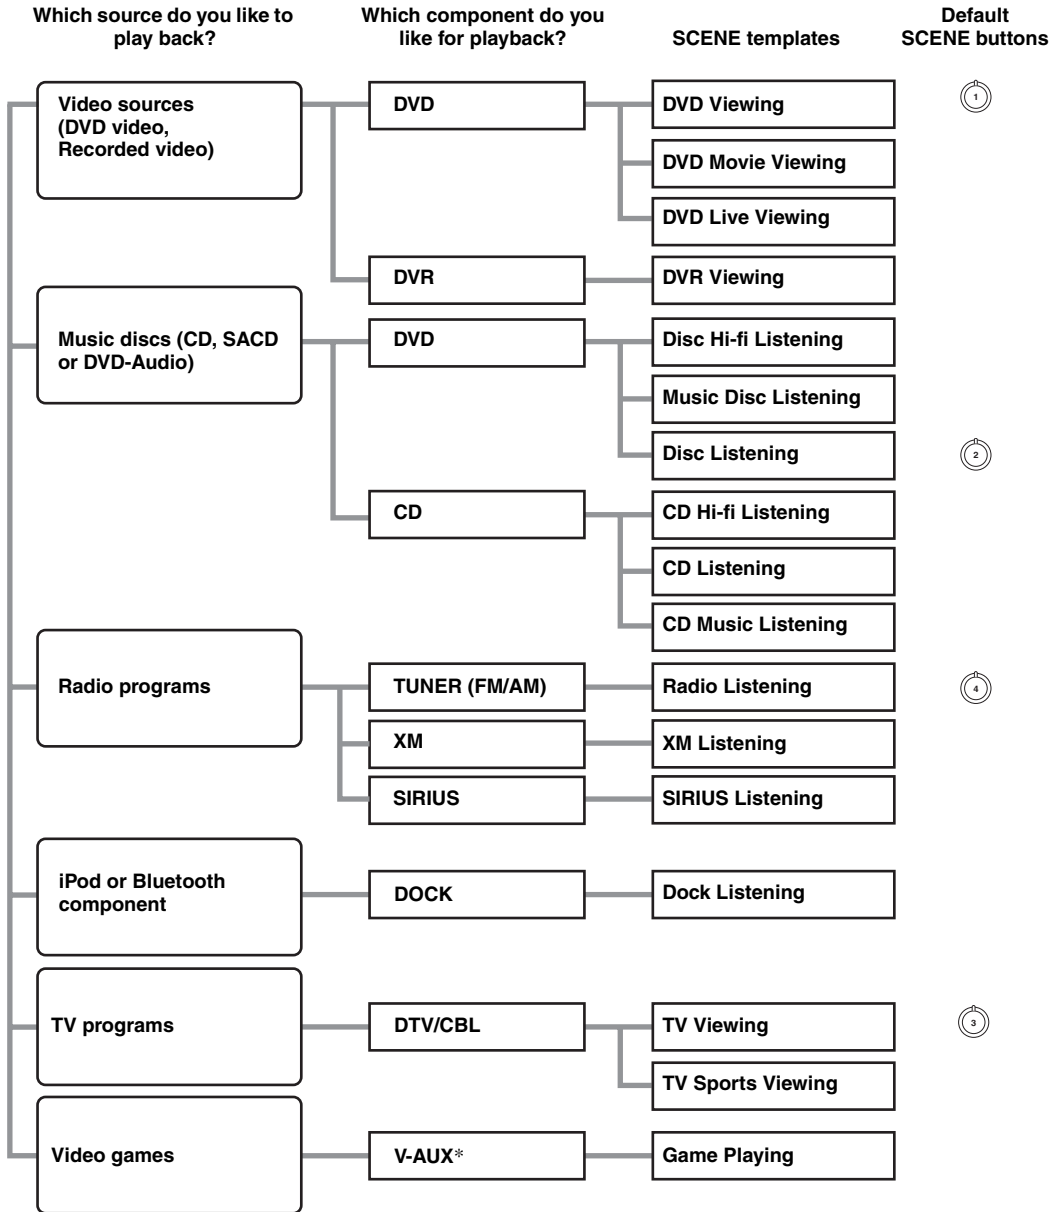 Which source do you like to
play back?
Which component do you
like for playback?
SCENE templates
Default
SCENE buttons
Video sources
(DVD video,
Recorded video)
DVD
DVD Viewing
1
DVD Movie Viewing
DVD Live Viewing
DVR
DVR Viewing
Music discs (CD, SACD
or DVD-Audio)
DVD
Disc Hi-fi Listening
Music Disc Listening
Disc Listening
2
CD
CD Hi-fi Listening
CD Listening
CD Music Listening
Radio programs
TUNER (FM/AM)
Radio Listening
4
XM
XM Listening
SIRIUS
SIRIUS Listening
iPod or Bluetooth
component
DOCK
Dock Listening
TV programs
DTV/CBL
TV Viewing
3
TV Sports Viewing
Video games
V-AUX*
Game Playing